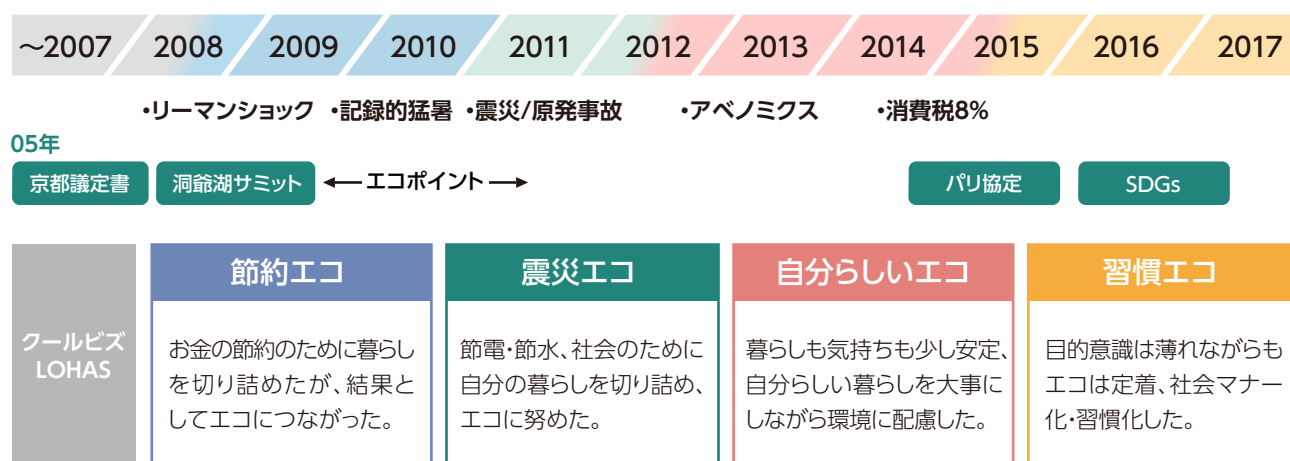 ～2007 2008 2009 2010 2011 2012 2013 2014 2015 2016 2017
・リーマンショック ・記録的猛暑 ・震災/原発事故 ・アベノミクス ・消費税8%
05年
京都議定書 洞爺湖サミット ← エコポイント → パリ協定 SDGs
クールビズ
LOHAS
節約エコ
お金の節約のために暮らし
を切り詰めたが、結果と
してエコにつながった。
震災エコ
節電・節水、社会のために
自分の暮らしを切り詰め、
エコに努めた。
自分らしいエコ
暮らしも気持ちも少し安定、
自分らしい暮らしを大事に
しながら環境に配慮した。
習慣エコ
目的意識は薄れながらも
エコは定着、社会マナー
化・習慣化した。